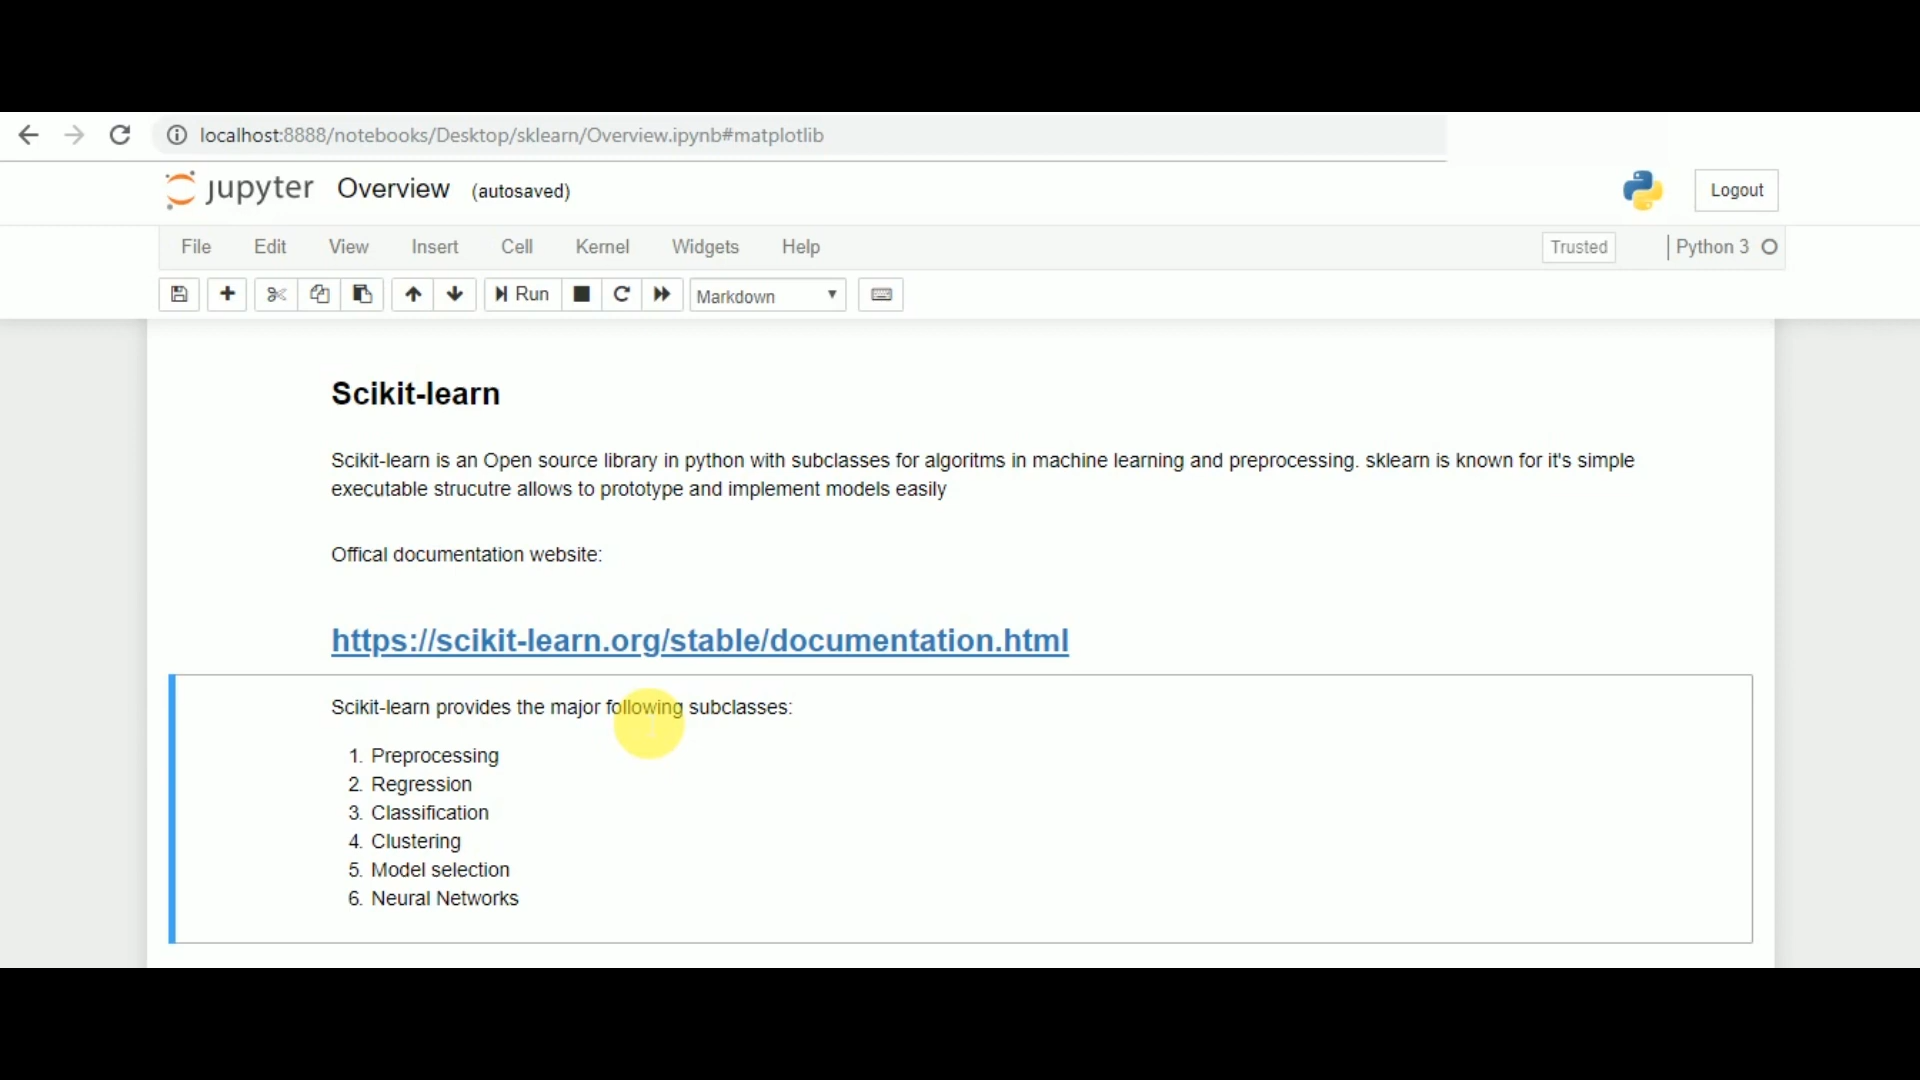 localhost:8888/notebooks/Desktop/sklearn/Overview.ipynb#matplotlib
jupyter Overview (autosaved) Logout
File Edit View Insert Cell Kernel Widgets Help Trusted Python 3
Run Markdown
Scikit-learn
Scikit-learn is an Open source library in python with subclasses for algoritms in machine learning and preprocessing. sklearn is known for it's simple
executable strucutre allows to prototype and implement models easily
Offical documentation website:
https://scikit-learn.org/stable/documentation.html
Scikit-learn provides the major following subclasses:
1. Preprocessing
2. Regression
3. Classification
4. Clustering
5. Model selection
6. Neural Networks